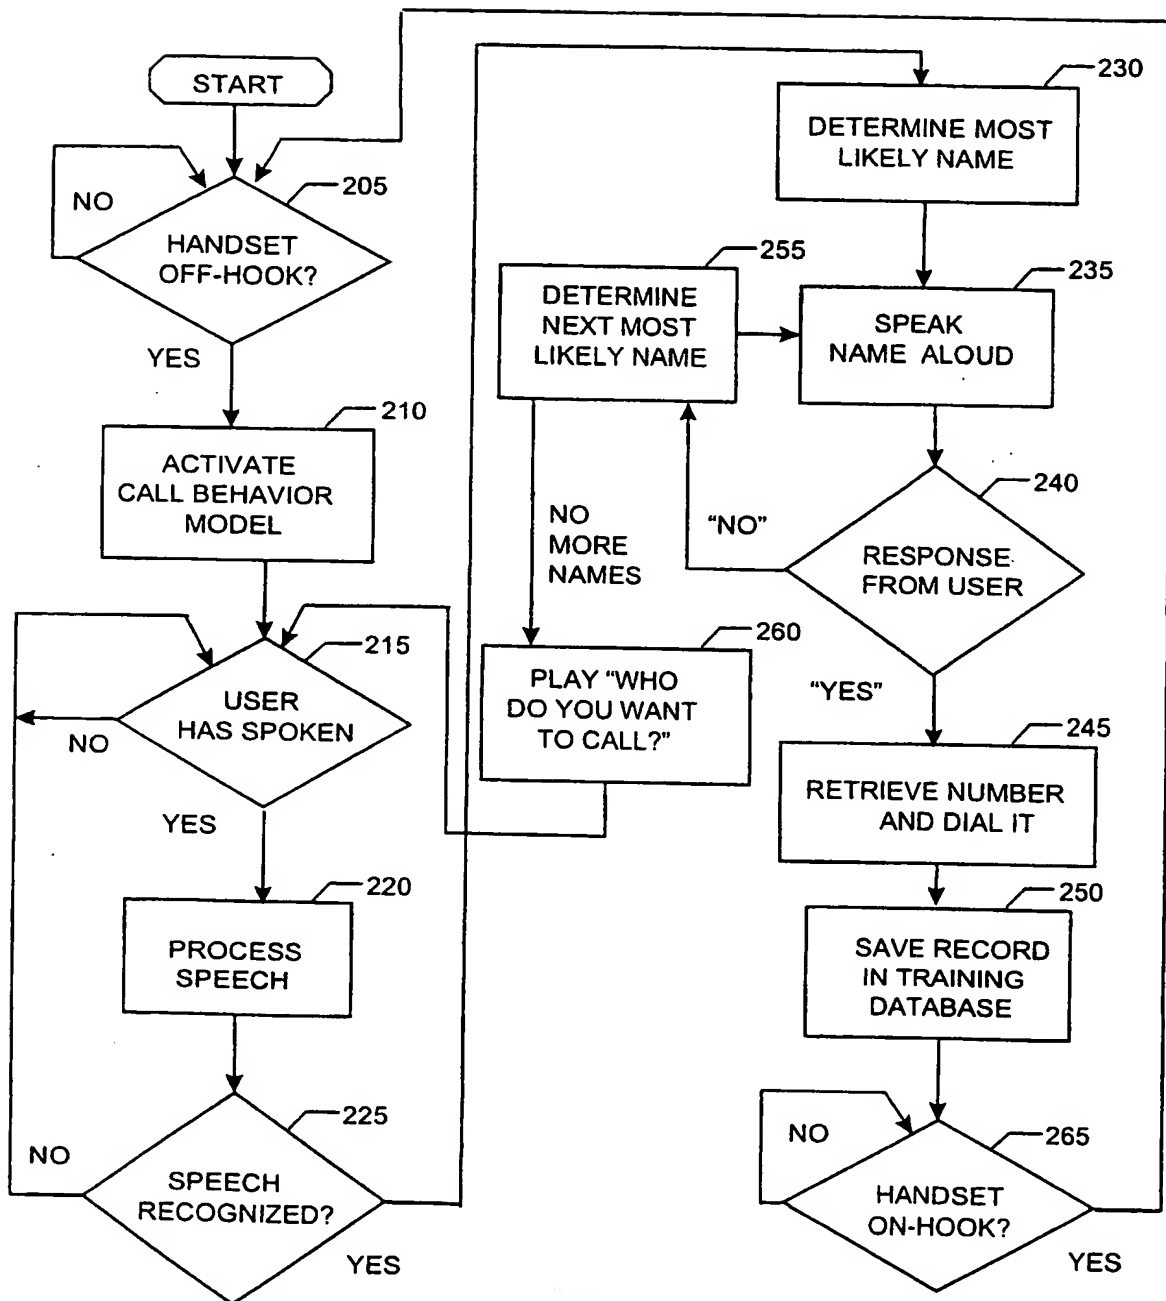 START
NO
205
HANDSET
OFF-HOOK?
YES
210
ACTIVATE
CALL BEHAVIOR
MODEL
215
USER
HAS SPOKEN
NO
YES
220
PROCESS
SPEECH
225
NO
SPEECH
RECOGNIZED?
YES
230
DETERMINE MOST
LIKELY NAME
255
DETERMINE
NEXT MOST
LIKELY NAME
235
SPEAK
NAME ALOUD
240
RESPONSE
FROM USER
"NO"
NO
MORE
NAMES
260
PLAY "WHO
DO YOU WANT
TO CALL?"
"YES"
245
RETRIEVE NUMBER
AND DIAL IT
250
SAVE RECORD
IN TRAINING
DATABASE
NO
265
HANDSET
ON-HOOK?
YES